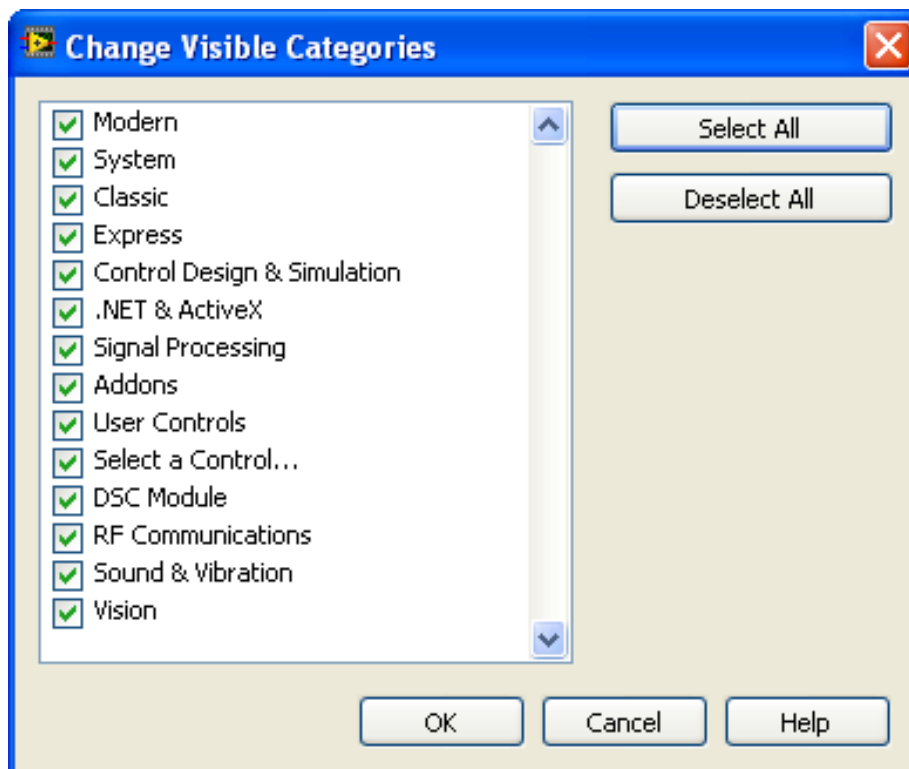 Change Visible Categories
Modern
System
Classic
Express
Control Design & Simulation
.NET & ActiveX
Signal Processing
Addons
User Controls
Select a Control...
DSC Module
RF Communications
Sound & Vibration
Vision
Select All
Deselect All
OK
Cancel
Help